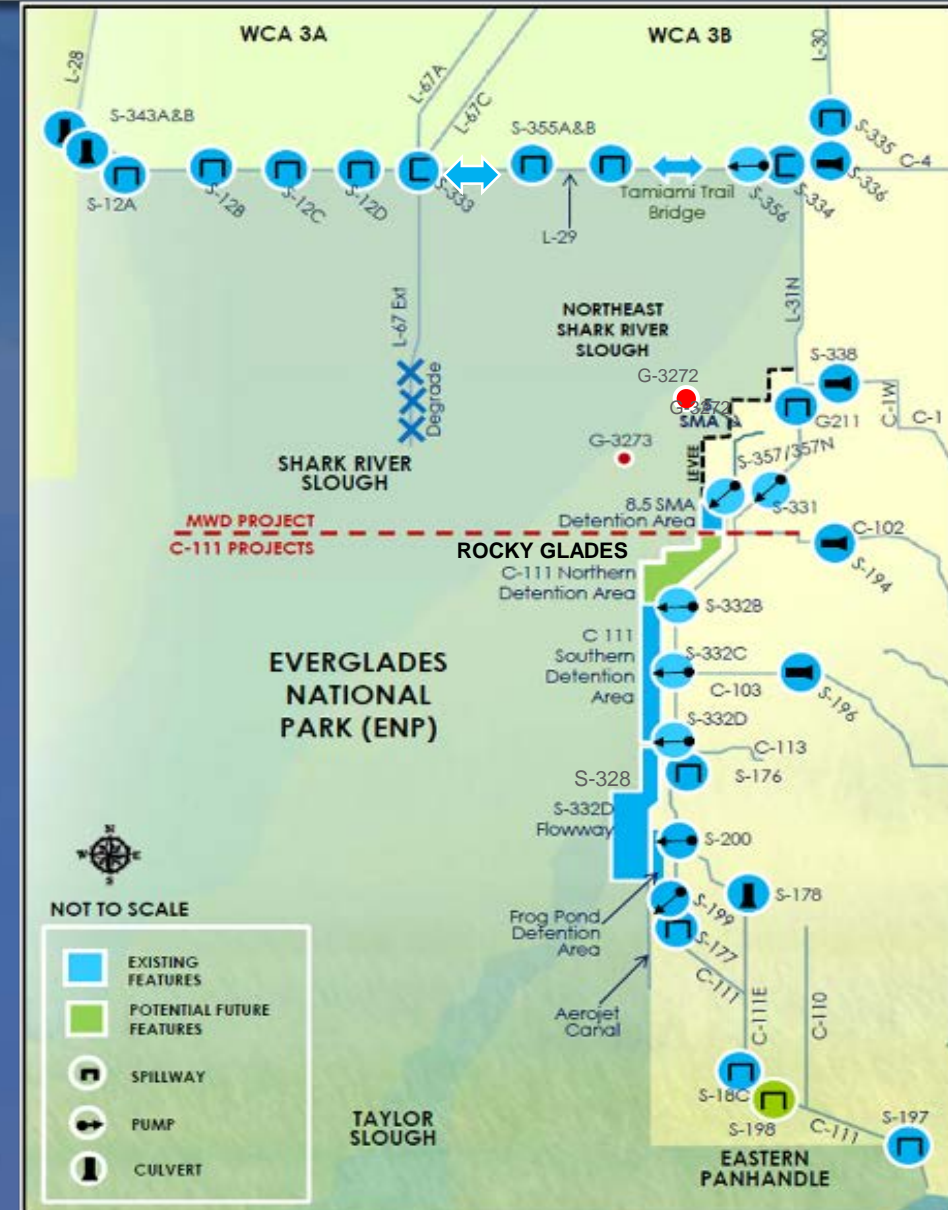 WCA 3A
WCA 3B
L-28
L-67A
L-67C
L-30
S-343A&B
S-355A&B
S-335
C-4
S-12A
S-12B
S-12C
S-12D
S-333
Tamiami Trail
Bridge
S-356
S-334
S-336
L-29
L-67 Ext
Degrade
NORTHEAST
SHARK RIVER
SLOUGH
L-31N
S-338
G-3272
G-3272
SMA
C-1W
C-1
G211
G-3273
LEVEE
S-357/357N
SHARK RIVER
SLOUGH
S-331
8.5 SMA
Detention Area
MWD PROJECT
C-111 PROJECTS
C-102
S-194
ROCKY GLADES
C-111 Northern
Detention Area
S-332B
C 111
Southern
Detention
Area
S-332C
C-103
S-196
EVERGLADES
NATIONAL
PARK (ENP)
S-332D
C-113
S-176
S-328
S-332D
Flowway
S-200
N
W E
S
S-178
S-199
S-177
Frog Pond
Detention
Area
C-111
Aerojet
Canal
C-111E
C-110
NOT TO SCALE
EXISTING
FEATURES
POTENTIAL FUTURE
FEATURES
SPILLWAY
PUMP
CULVERT
TAYLOR
SLOUGH
S-18C
S-198
C-111
S-197
EASTERN
PANHANDLE